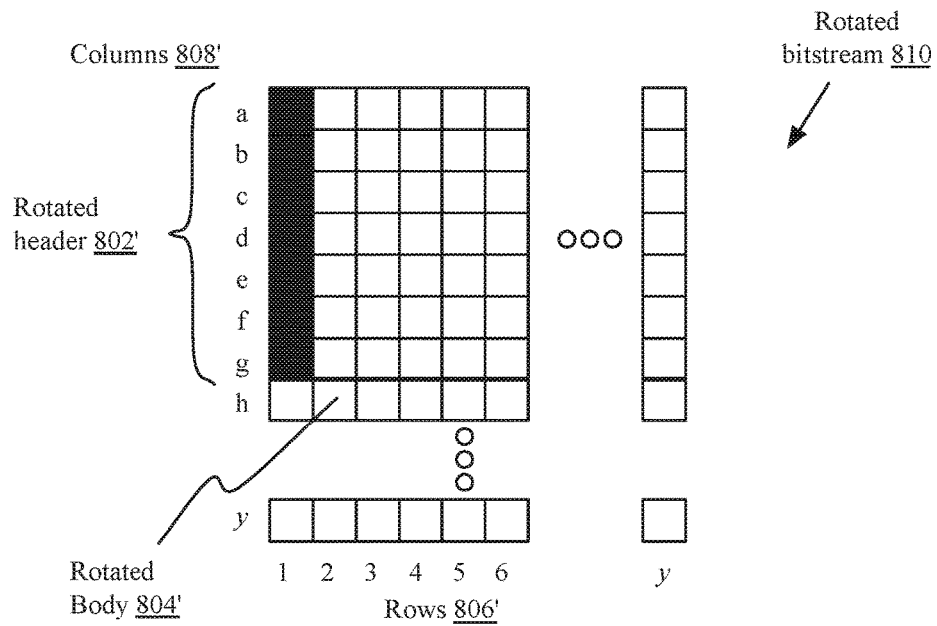 Rotated
bitstream 810
Columns 808'
a
b
c
Rotated
header 802'
d
e
f
g
h
y
1 2 3 4 5 6 y
Rotated
Body 804'
Rows 806'